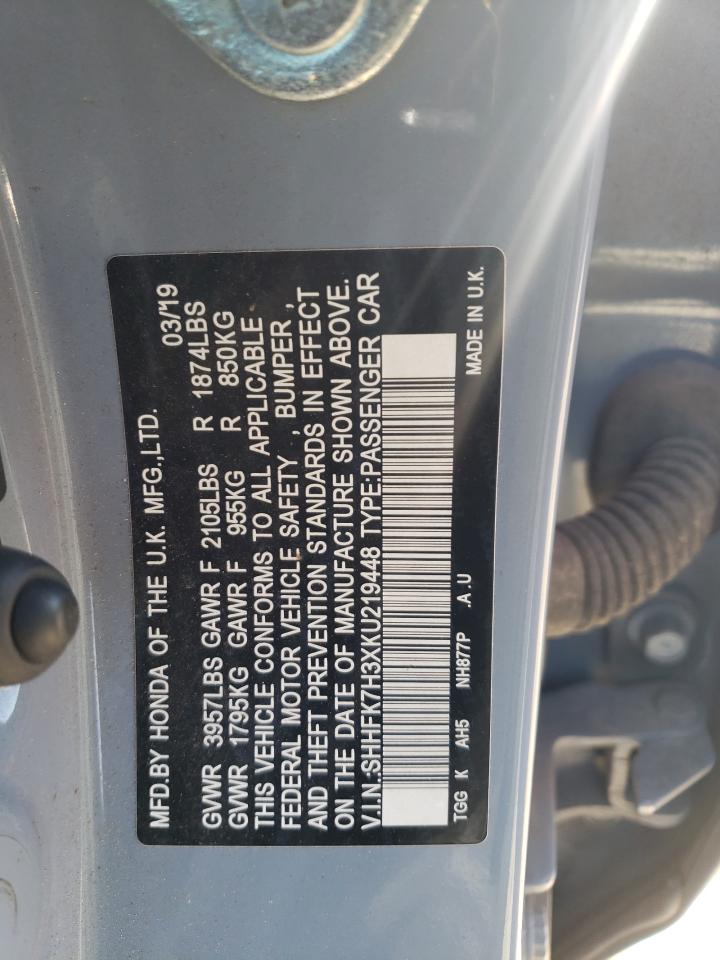 MFD.BY HONDA OF THE U.K. MFG.,LTD. 03/19
GVWR 3957LBS GAWR F 2105LBS R 1874LBS
GVWR 1795KG GAWR F 955KG R 850KG
THIS VEHICLE CONFORMS TO ALL APPLICABLE
FEDERAL MOTOR VEHICLE SAFETY , BUMPER ,
AND THEFT PREVENTION STANDARDS IN EFFECT
ON THE DATE OF MANUFACTURE SHOWN ABOVE.
V.I.N.:SHHFK7H3XKU219448 TYPE:PASSENGER CAR
TGG K AH5 NH877P .A .U MADE IN U.K.